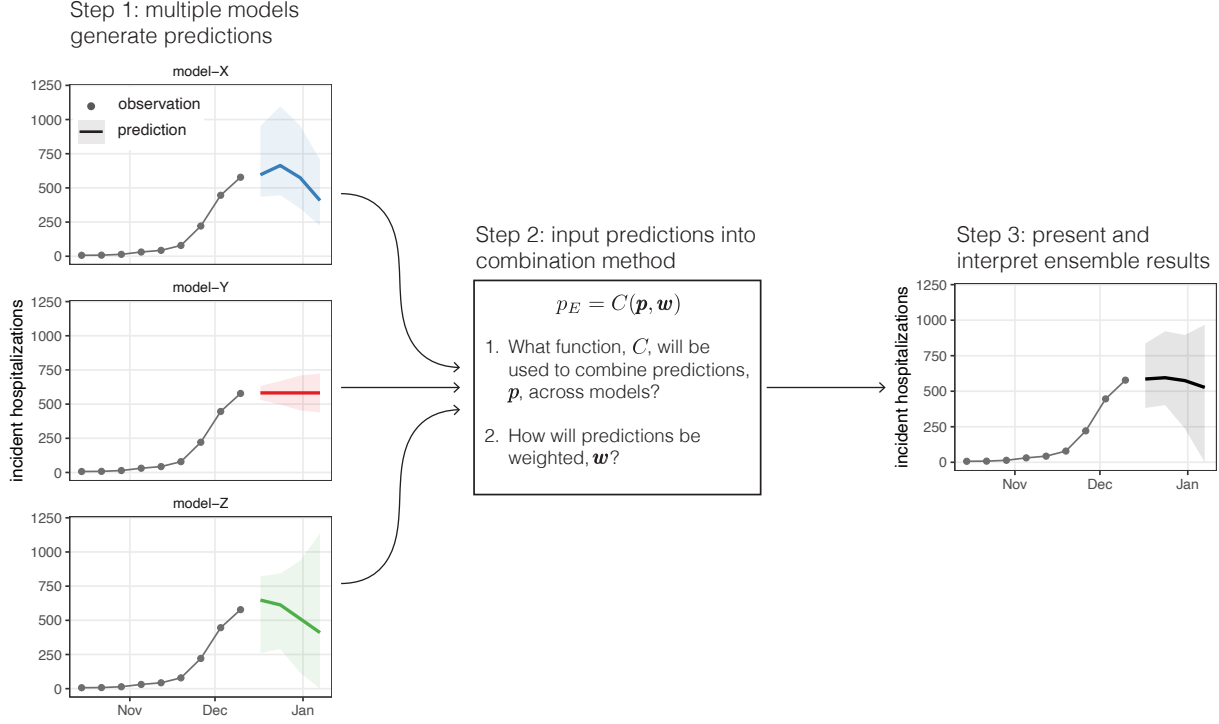 Step 1: multiple models
generate predictions
model-X
1250
1000
750
500
250
0
observation
prediction
model-Y
1250
1000
750
500
250
0
incident hospitalizations
model-Z
1250
1000
750
500
250
0
Nov
Dec
Jan
Step 2: input predictions into
combination method
p_E = C(p, w)
1. What function, C, will be
used to combine predictions,
p, across models?
2. How will predictions be
weighted, w?
Step 3: present and
interpret ensemble results
1250
1000
750
500
250
0
incident hospitalizations
Nov
Dec
Jan